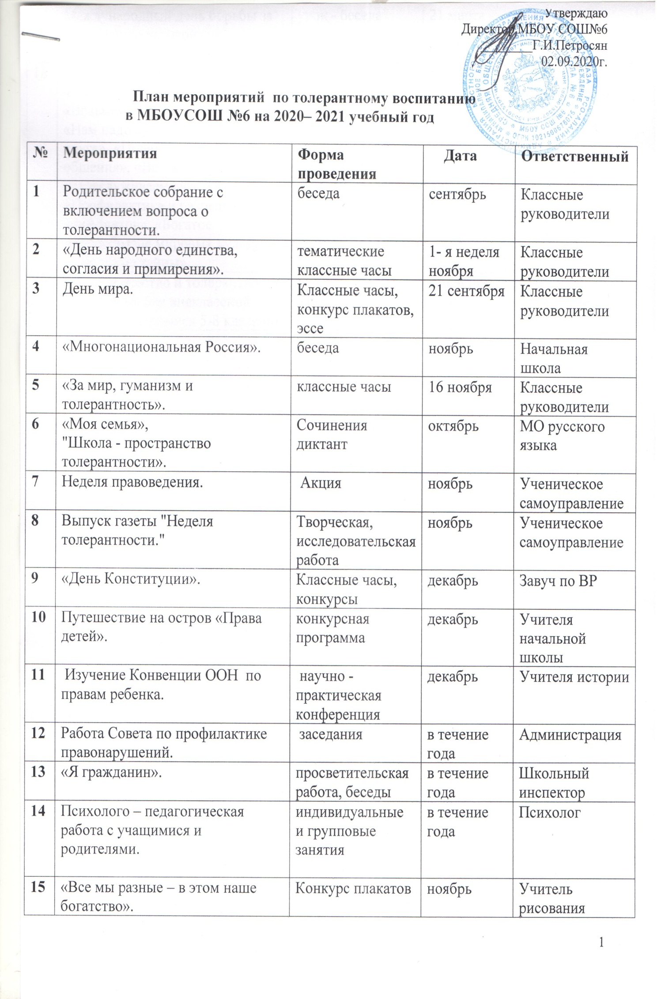 Утверждаю
Директор МБОУ СОШ№6
________Г.И.Петросян
02.09.2020г.
План мероприятий по толерантному воспитанию
в МБОУСОШ №6 на 2020– 2021 учебный год
№ Мероприятия Форма проведения Дата Ответственный
1 Родительское собрание с
включением вопроса о
толерантности.
беседа
сентябрь
Классные
руководители
2 «День народного единства,
согласия и примирения».
тематические
классные часы
1- я неделя
ноября
Классные
руководители
3 День мира.
Классные часы,
конкурс плакатов,
эссе
21 сентября
Классные
руководители
4 «Многонациональная Россия».
беседа
ноябрь
Начальная
школа
5 «За мир, гуманизм и
толерантность».
классные часы
16 ноября
Классные
руководители
6 «Моя семья»,
"Школа - пространство
толерантности».
Сочинения
диктант
октябрь
МО русского
языка
7 Неделя правоведения.
Акция
ноябрь
Ученическое
самоуправление
8 Выпуск газеты "Неделя
толерантности."
Творческая,
исследовательская
работа
ноябрь
Ученическое
самоуправление
9 «День Конституции».
Классные часы,
конкурсы
декабрь
Завуч по ВР
10 Путешествие на остров «Права
детей».
конкурсная
программа
декабрь
Учителя
начальной
школы
11 Изучение Конвенции ООН по
правам ребенка.
научно -
практическая
конференция
декабрь
Учителя истории
12 Работа Совета по профилактике
правонарушений.
заседания
в течение
года
Администрация
13 «Я гражданин».
просветительская
работа, беседы
в течение
года
Школьный
инспектор
14 Психолого – педагогическая
работа с учащимися и
родителями.
индивидуальные
и групповые
занятия
в течение
года
Психолог
15 «Все мы разные – в этом наше
богатство».
Конкурс плакатов
ноябрь
Учитель
рисования
1